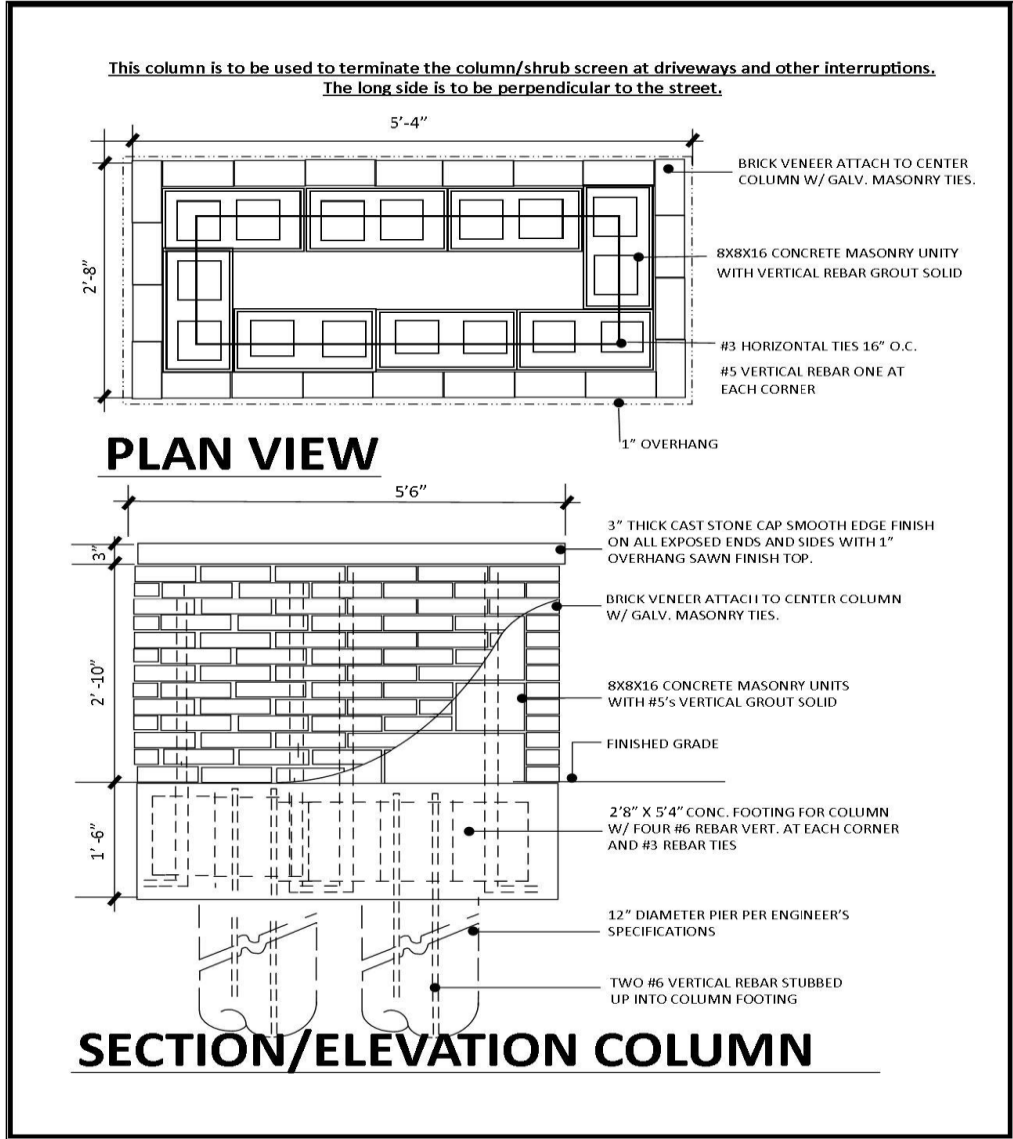 This column is to be used to terminate the column/shrub screen at driveways and other interruptions.
The long side is to be perpendicular to the street.
5’-4”
BRICK VENEER ATTACH TO CENTER
COLUMN W/ GALV. MASONRY TIES.
2’-8”
8X8X16 CONCRETE MASONRY UNITY
WITH VERTICAL REBAR GROUT SOLID
#3 HORIZONTAL TIES 16” O.C.
#5 VERTICAL REBAR ONE AT
EACH CORNER
1” OVERHANG
PLAN VIEW
5’6”
3” THICK CAST STONE CAP SMOOTH EDGE FINISH
ON ALL EXPOSED ENDS AND SIDES WITH 1”
OVERHANG SAWN FINISH TOP.
3”
BRICK VENEER ATTACH TO CENTER COLUMN
W/ GALV. MASONRY TIES.
2’ -10”
8X8X16 CONCRETE MASONRY UNITS
WITH #5’s VERTICAL GROUT SOLID
FINISHED GRADE
1’ -6”
2’8” X 5’4” CONC. FOOTING FOR COLUMN
W/ FOUR #6 REBAR VERT. AT EACH CORNER
AND #3 REBAR TIES
12” DIAMETER PIER PER ENGINEER’S
SPECIFICATIONS
TWO #6 VERTICAL REBAR STUBBED
UP INTO COLUMN FOOTING
SECTION/ELEVATION COLUMN